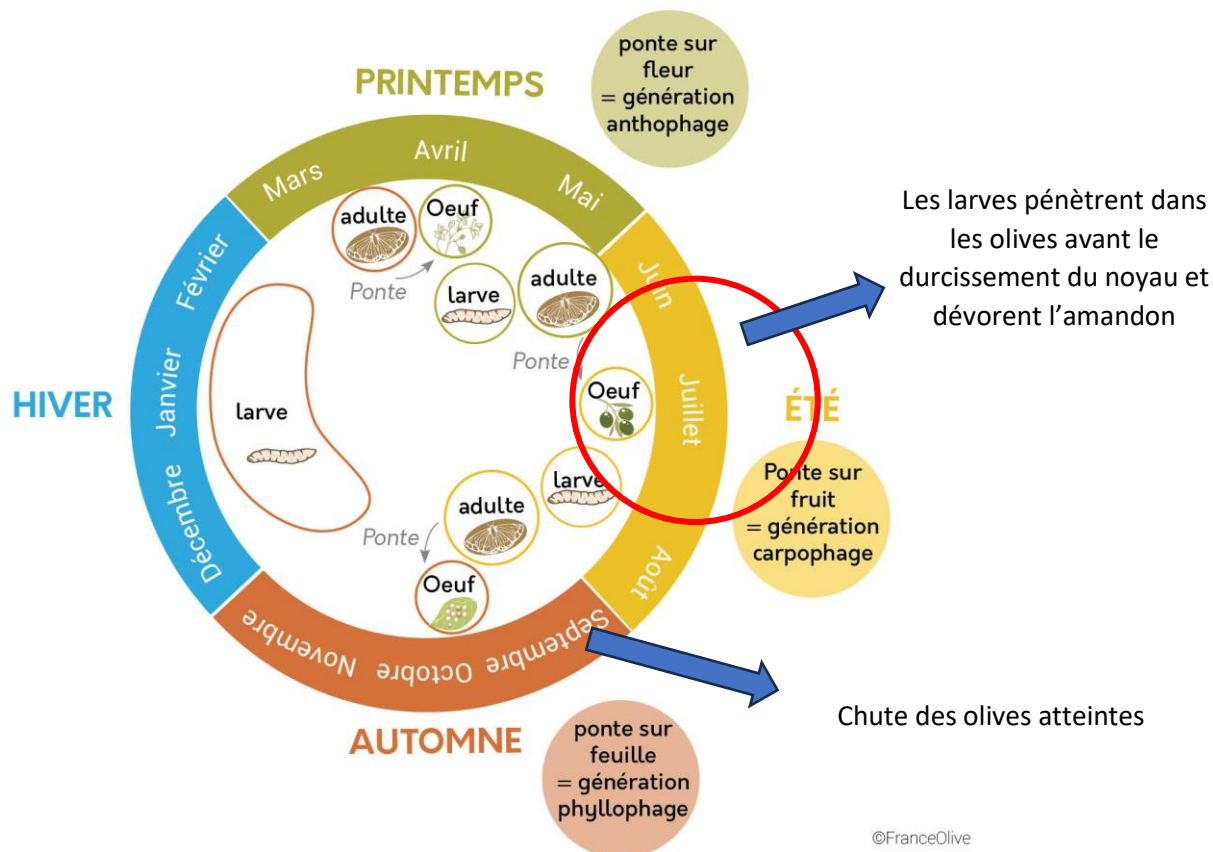 PRINTEMPS
ponte sur
fleur
= génération
anthophage
Mars
Avril
Mai
adulte
Oeuf
Ponte
larve
adulte
Ponte
Juin
Les larves pénètrent dans
les olives avant le
durcissement du noyau et
dévorent l’amandon
Oeuf
Juillet
ÉTÉ
Ponte sur
fruit
= génération
carpophage
larve
adulte
Ponte
Oeuf
Août
Septembre
Octobre
Novembre
Chute des olives atteintes
AUTOMNE
ponte sur
feuille
= génération
phyllophage
HIVER
Décembre
Janvier
Février
larve
©FranceOlive